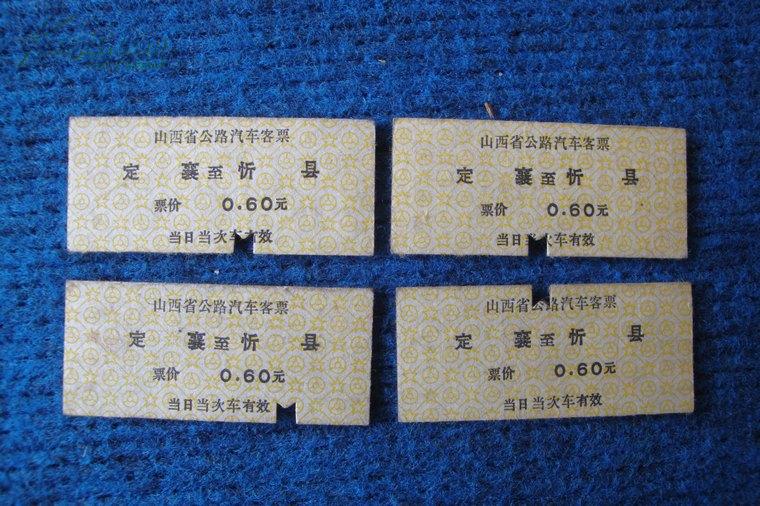 山西省公路汽车客票
定 襄至忻 县
票价 0.60元
当日当次车有效
山西省公路汽车客票
定 襄至忻 县
票价 0.60元
当日当次车有效
山西省公路汽车客票
定 襄至忻 县
票价 0.60元
当日当次车有效
山西省公路汽车客票
定 襄至忻 县
票价 0.60元
当日当次车有效